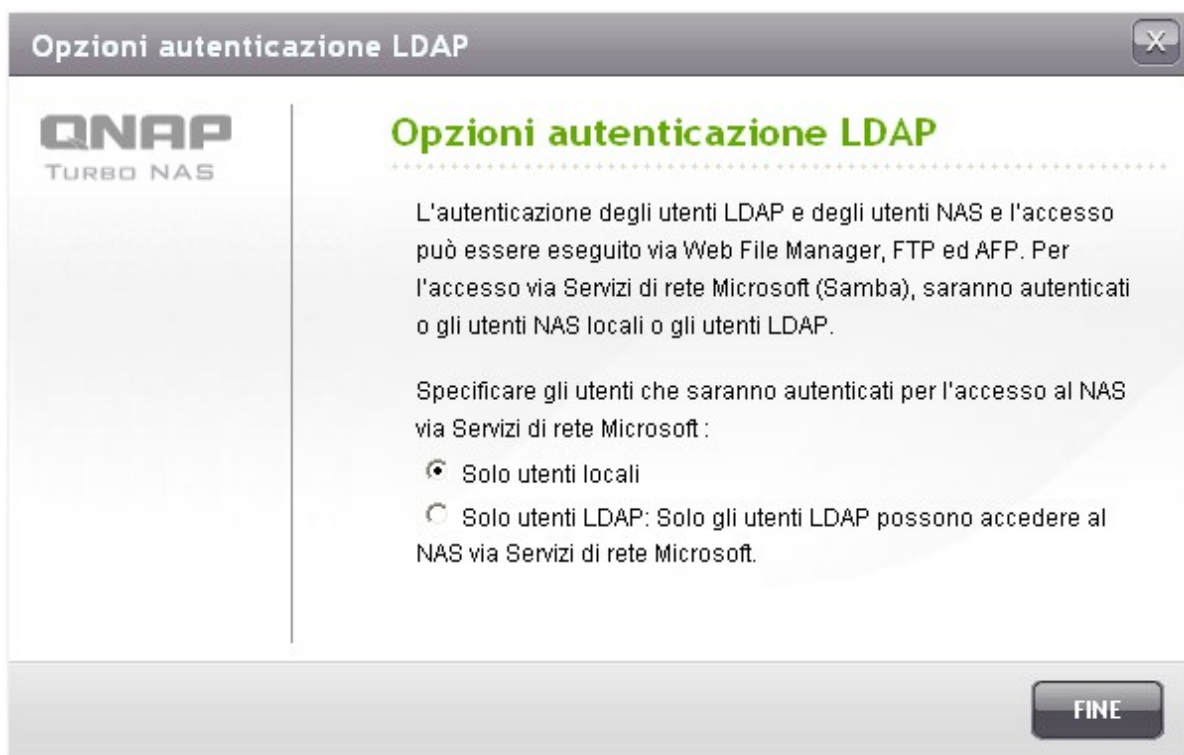 Opzioni autenticazione LDAP
X
QNAP
TURBO NAS
Opzioni autenticazione LDAP
L'autenticazione degli utenti LDAP e degli utenti NAS e l'accesso
può essere eseguito via Web File Manager, FTP ed AFP. Per
l'accesso via Servizi di rete Microsoft (Samba), saranno autenticati
o gli utenti NAS locali o gli utenti LDAP.
Specificare gli utenti che saranno autenticati per l'accesso al NAS
via Servizi di rete Microsoft :
Solo utenti locali
Solo utenti LDAP: Solo gli utenti LDAP possono accedere al
NAS via Servizi di rete Microsoft.
FINE